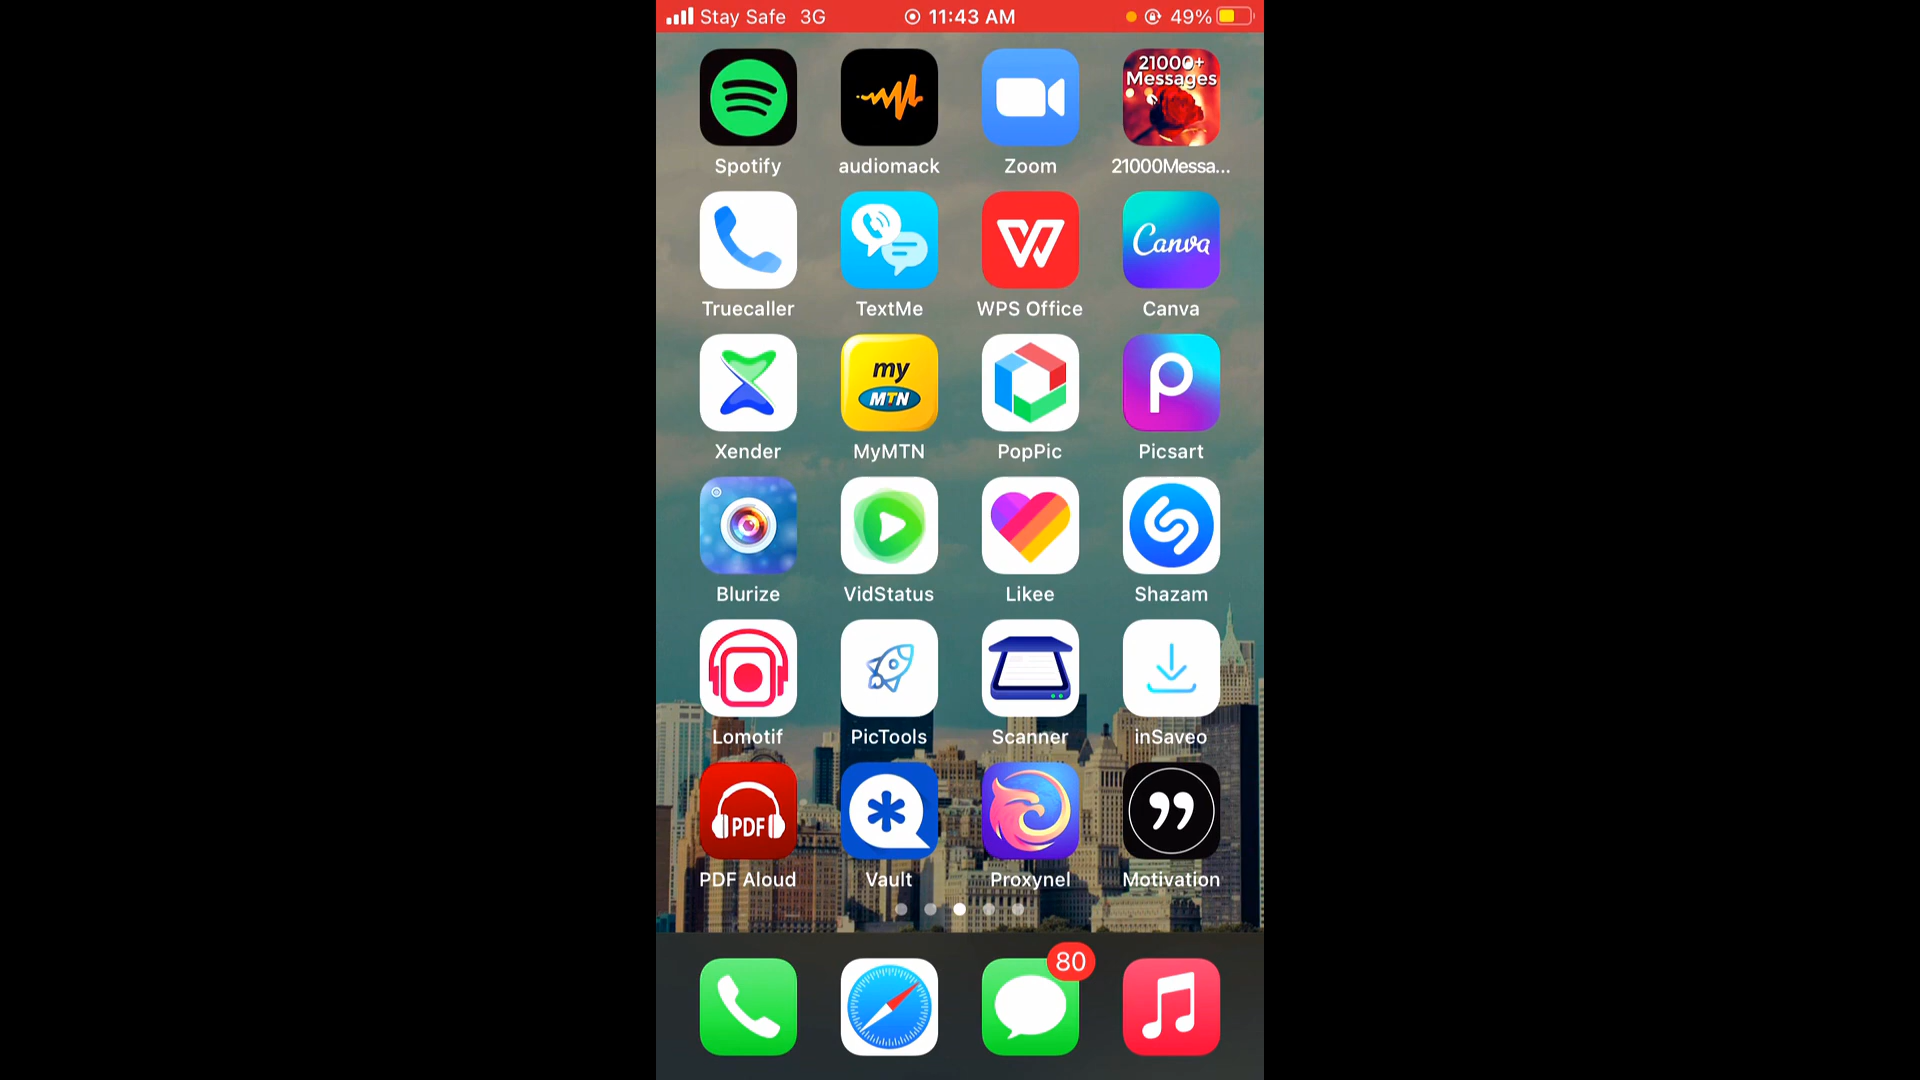 Stay Safe 3G 11:43 AM 49%
21000+
Messages
Spotify audiomack Zoom 21000Messa...
Canva
Truecaller TextMe WPS Office Canva
my
MTN
Xender MyMTN PopPic Picsart
Blurize VidStatus Likee Shazam
Lomotif PicTools Scanner inSaveo
PDF
PDF Aloud Vault Proxynel Motivation
80